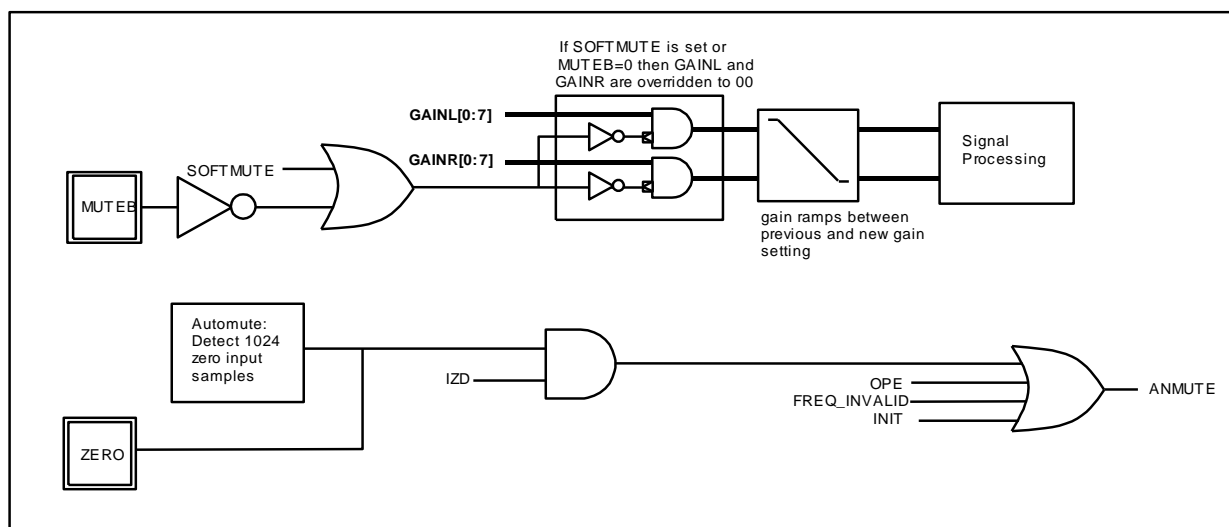 If SOFTMUTE is set or
MUTEB=0 then GAINL and
GAINR are overridden to 00
GAINL[0:7]
GAINR[0:7]
SOFTMUTE
MUTEB
Signal
Processing
gain ramps between
previous and new gain
setting
Automute:
Detect 1024
zero input
samples
IZD
OPE
FREQ_INVALID
INIT
ANMUTE
ZERO